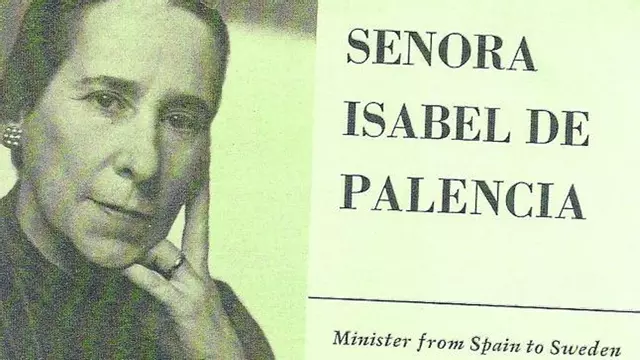 SENORA
ISABEL DE
PALENCIA
Minister from Spain to Sweden